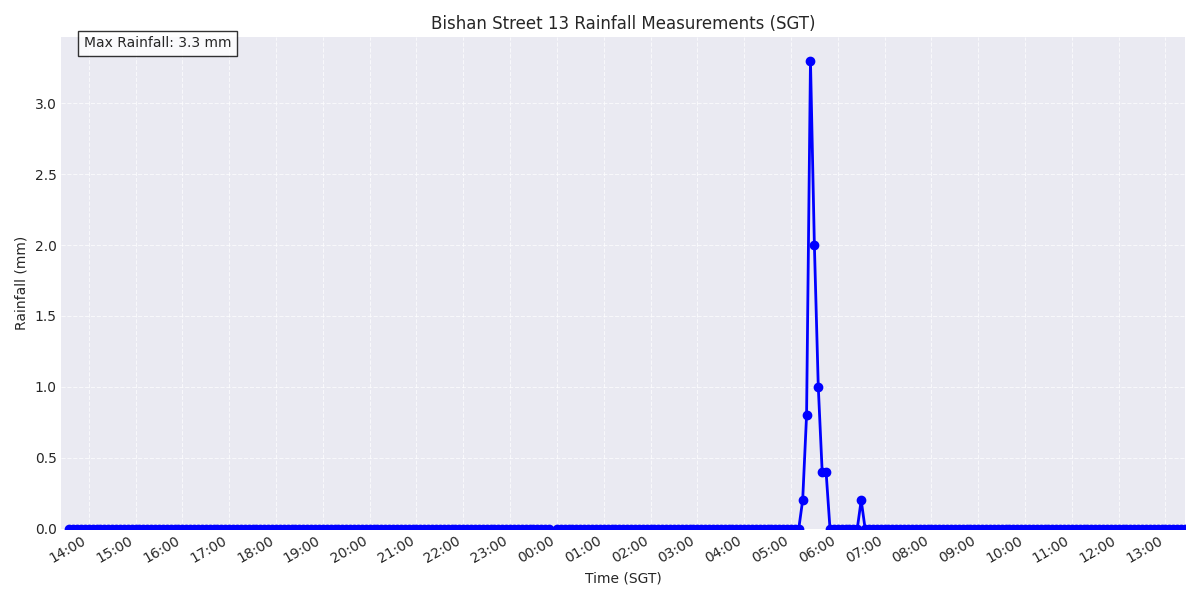 Bishan Street 13 Rainfall Measurements (SGT)
Max Rainfall: 3.3 mm
Rainfall (mm)
3.0
2.5
2.0
1.5
1.0
0.5
0.0
14:00 15:00 16:00 17:00 18:00 19:00 20:00 21:00 22:00 23:00 00:00 01:00 02:00 03:00 04:00 05:00 06:00 07:00 08:00 09:00 10:00 11:00 12:00 13:00
Time (SGT)